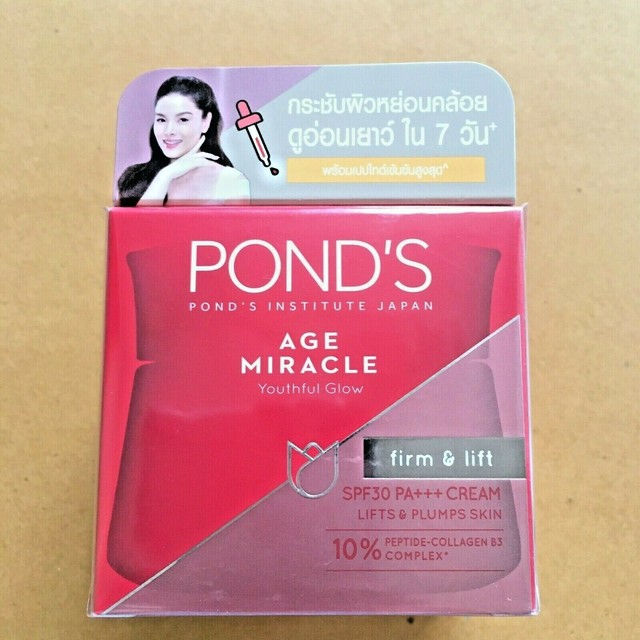 กระชับผิวหย่อนคล้อย
ดูอ่อนเยาว์ ใน 7 วัน⁺
พร้อมเปปไทด์เข้มข้นสูงสุด^
POND'S
POND'S INSTITUTE JAPAN
AGE
MIRACLE
Youthful Glow
firm & lift
SPF30 PA+++ CREAM
LIFTS & PLUMPS SKIN
10% PEPTIDE-COLLAGEN B3
COMPLEX*